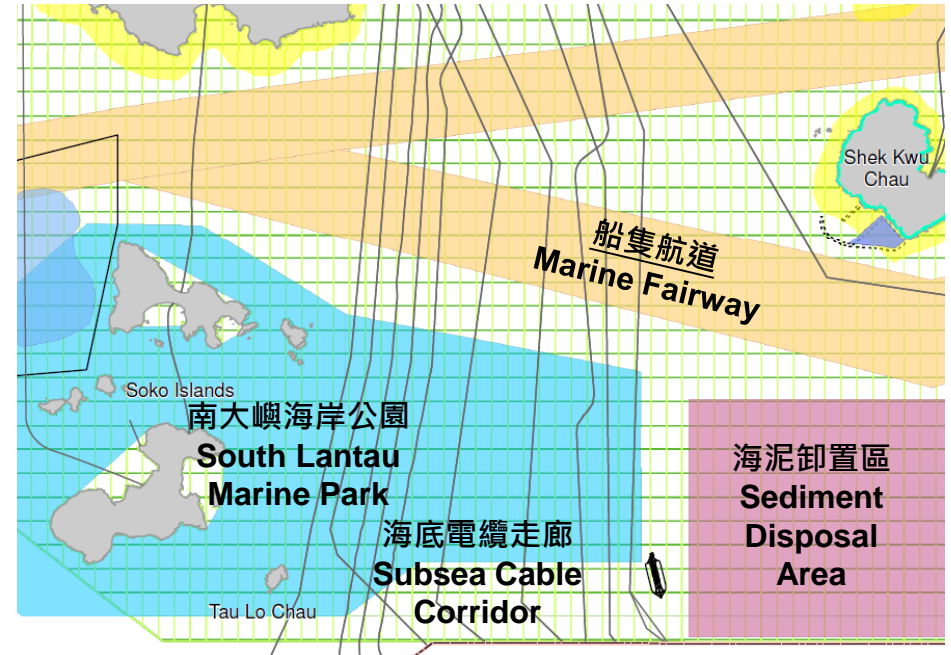 Shek Kwu
Chau
船隻航道
Marine Fairway
Soko Islands
南大嶼海岸公園
South Lantau
Marine Park
海泥卸置區
Sediment
Disposal
Area
海底電纜走廊
Subsea Cable
Corridor
Tau Lo Chau